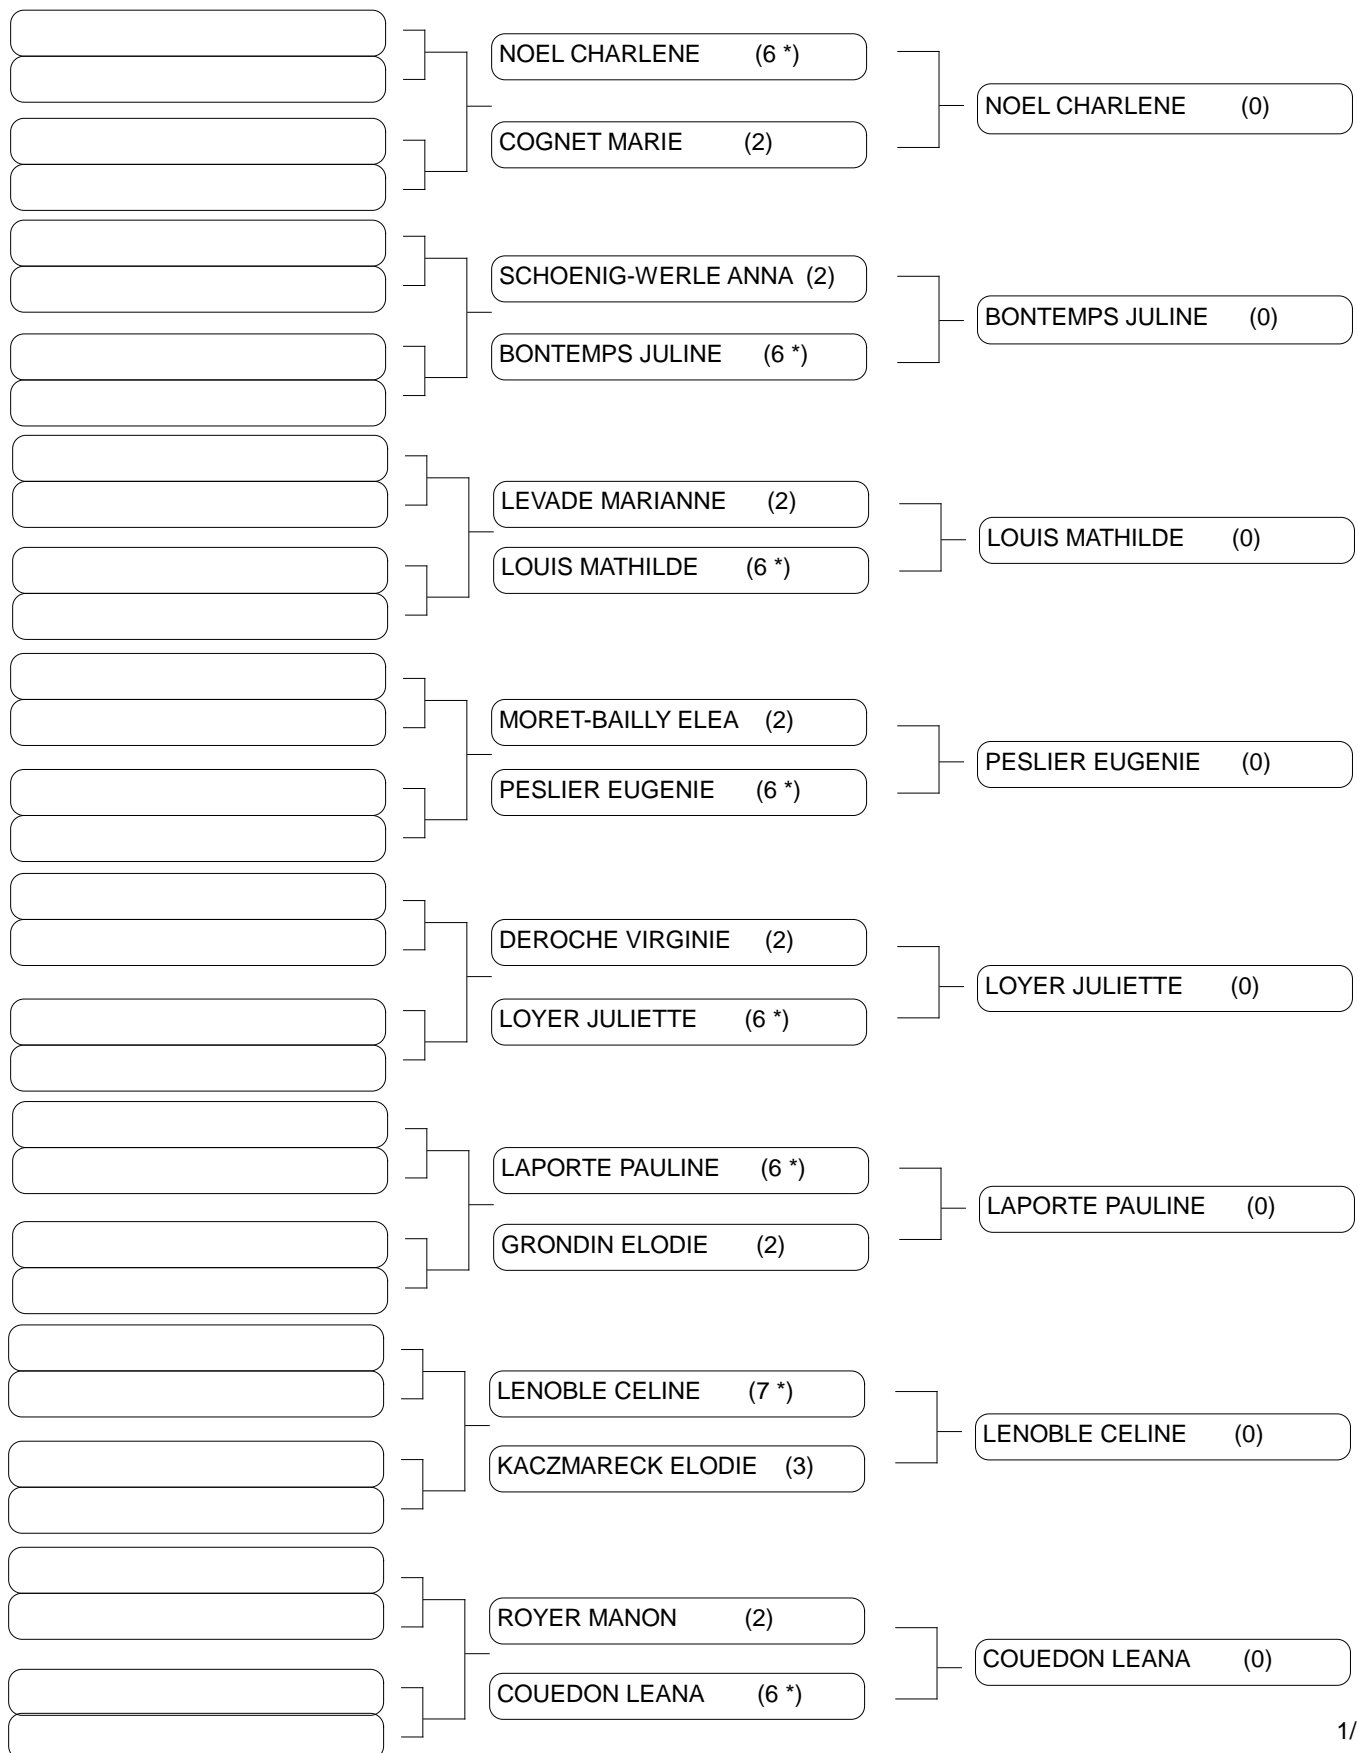 NOEL CHARLENE (6 *)
COGNET MARIE (2)
NOEL CHARLENE (0)
SCHOENIG-WERLE ANNA (2)
BONTEMPS JULINE (6 *)
BONTEMPS JULINE (0)
LEVADE MARIANNE (2)
LOUIS MATHILDE (6 *)
LOUIS MATHILDE (0)
MORET-BAILLY ELEA (2)
PESLIER EUGENIE (6 *)
PESLIER EUGENIE (0)
DEROCHE VIRGINIE (2)
LOYER JULIETTE (6 *)
LOYER JULIETTE (0)
LAPORTE PAULINE (6 *)
GRONDIN ELODIE (2)
LAPORTE PAULINE (0)
LENOBLE CELINE (7 *)
KACZMARECK ELODIE (3)
LENOBLE CELINE (0)
ROYER MANON (2)
COUEDON LEANA (6 *)
COUEDON LEANA (0)
1/